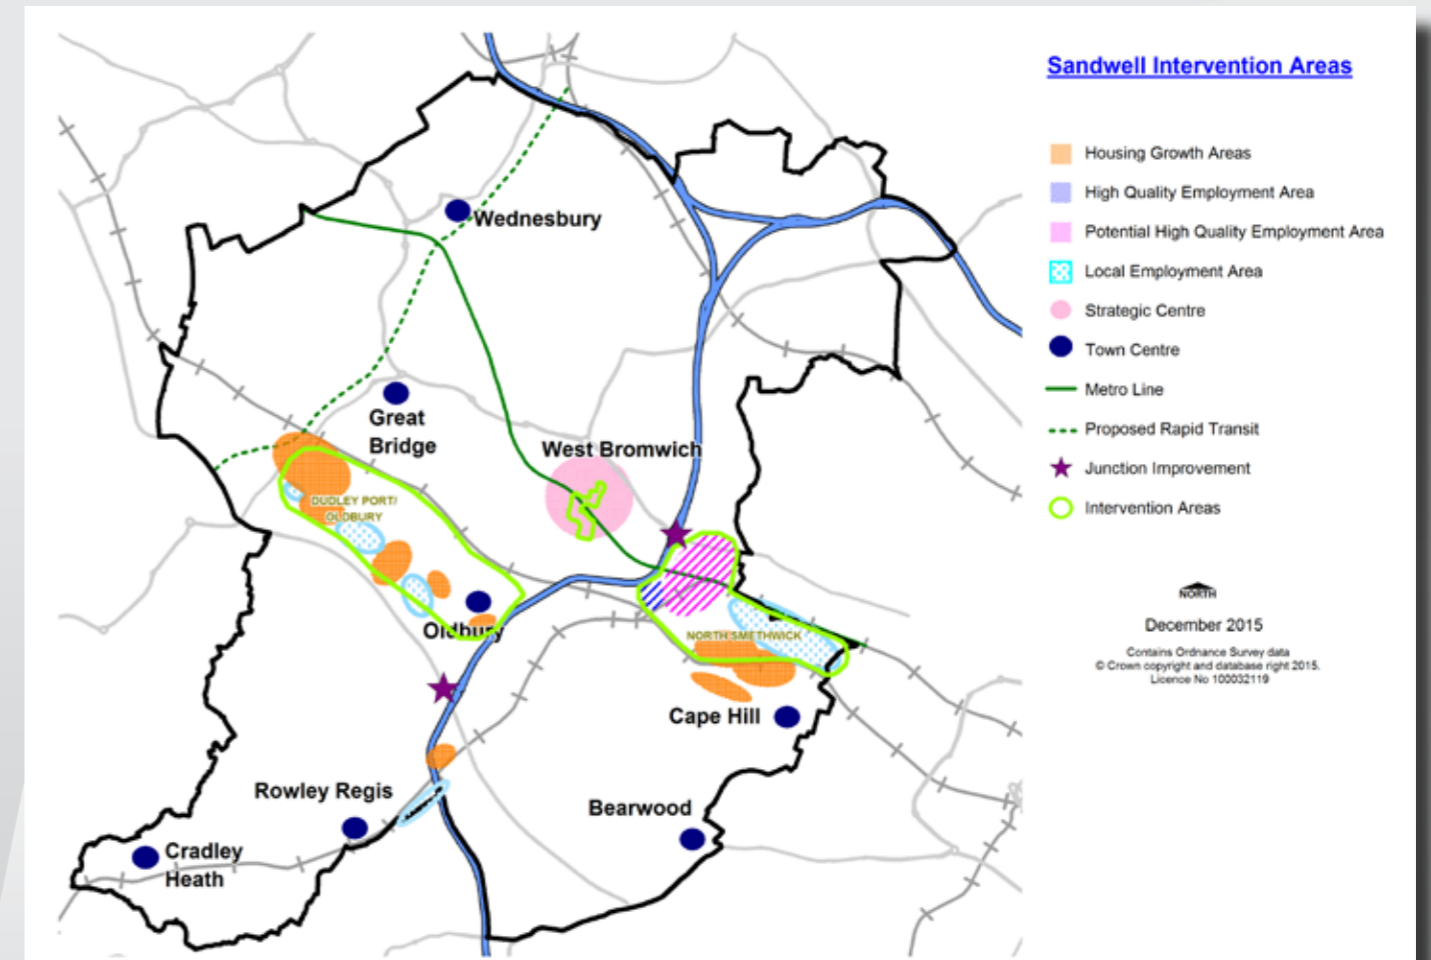 Sandwell Intervention Areas
Housing Growth Areas
High Quality Employment Area
Potential High Quality Employment Area
Local Employment Area
Strategic Centre
Town Centre
Metro Line
Proposed Rapid Transit
Junction Improvement
Intervention Areas
NORTH
December 2015
Contains Ordnance Survey data
© Crown copyright and database right 2015.
Licence No 100032119
Wednesbury
Great
Bridge
West Bromwich
DUDLEY PORT/
OLDBURY
Oldbury
NORTH SMETHWICK
Cape Hill
Rowley Regis
Bearwood
Cradley
Heath